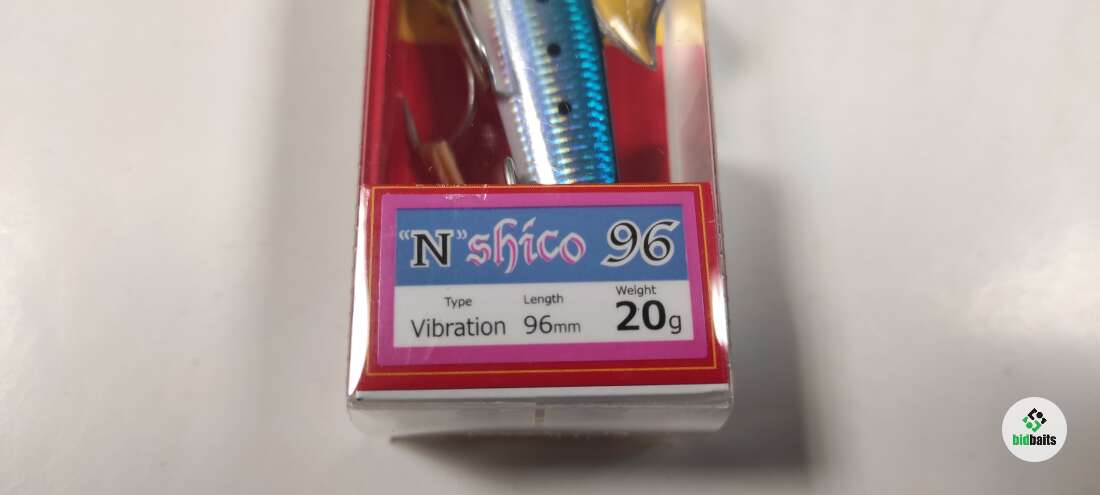 “N”shico 96
Type Length Weight
Vibration 96mm 20g
bidbaits